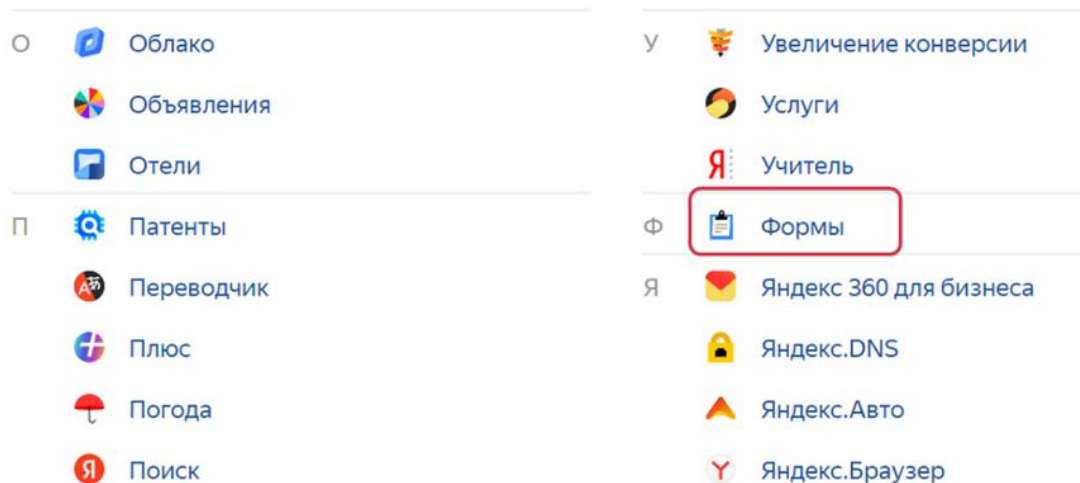 О Облако
Объявления
Отели
П Патенты
Переводчик
Плюс
Погода
Поиск
У Увеличение конверсии
Услуги
Учитель
Ф Формы
Я Яндекс 360 для бизнеса
Яндекс.DNS
Яндекс.Авто
Яндекс.Браузер